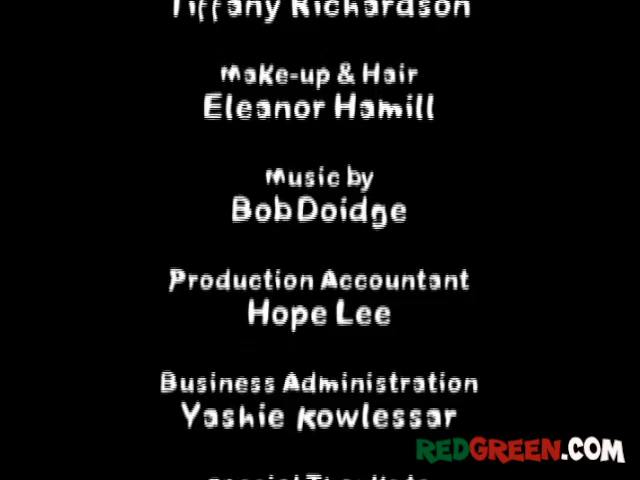 Tiffany Richardson
Make-up & Hair
Eleanor Hamill
Music by
Bob Doidge
Production Accountant
Hope Lee
Business Administration
Yashie Kowlessar
REDGREEN.COM